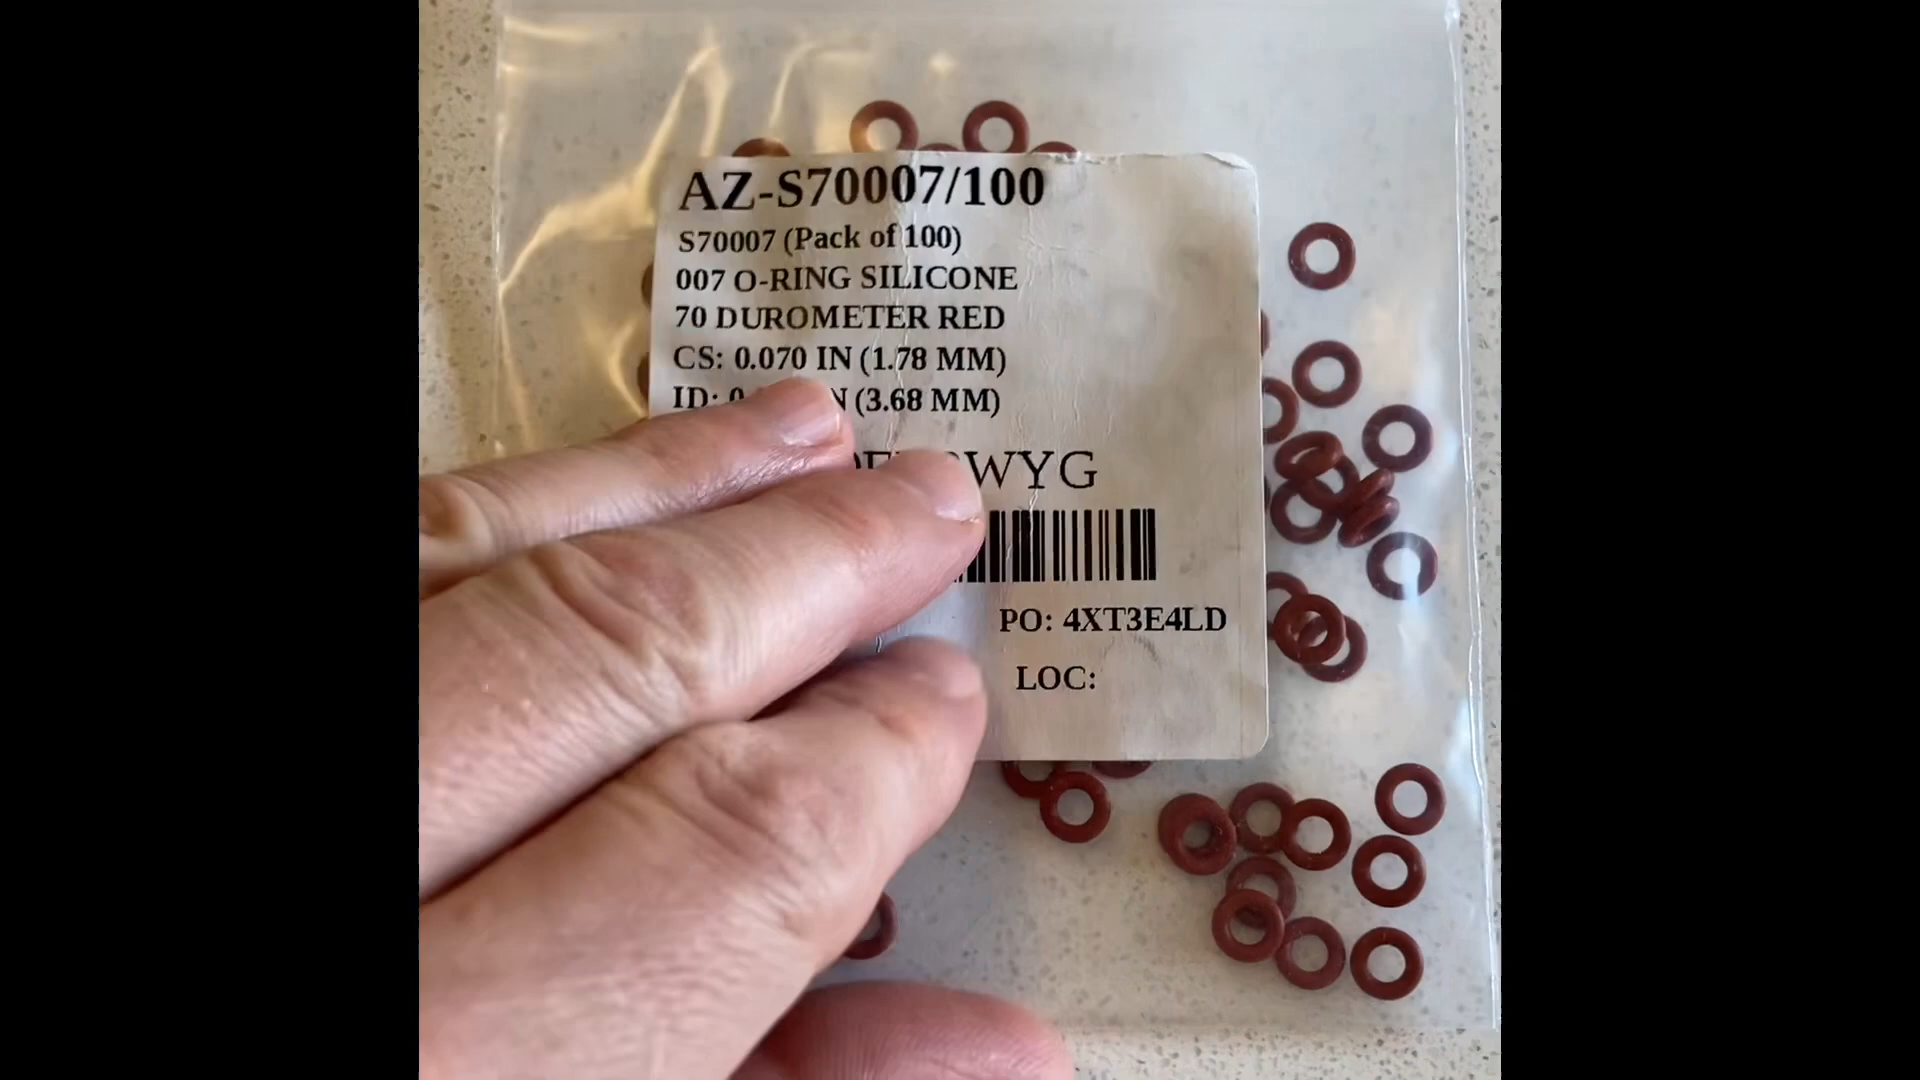 AZ-S70007/100
S70007 (Pack of 100)
007 O-RING SILICONE
70 DUROMETER RED
CS: 0.070 IN (1.78 MM)
ID: (3.68 MM)
PO: 4XT3E4LD
LOC: